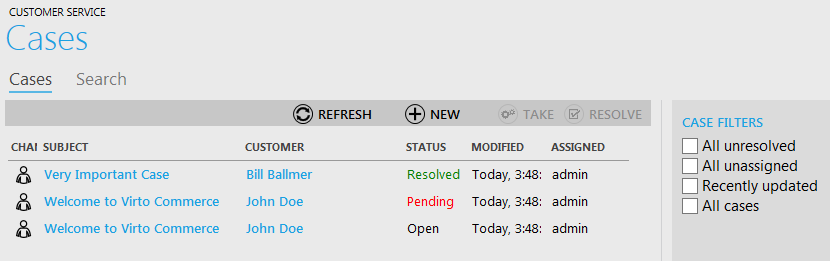 CUSTOMER SERVICE
Cases
Cases Search
REFRESH NEW TAKE RESOLVE
CHAI SUBJECT CUSTOMER STATUS MODIFIED ASSIGNED
Very Important Case Bill Ballmer Resolved Today, 3:48: admin
Welcome to Virto Commerce John Doe Pending Today, 3:48: admin
Welcome to Virto Commerce John Doe Open Today, 3:48: admin
CASE FILTERS
All unresolved
All unassigned
Recently updated
All cases